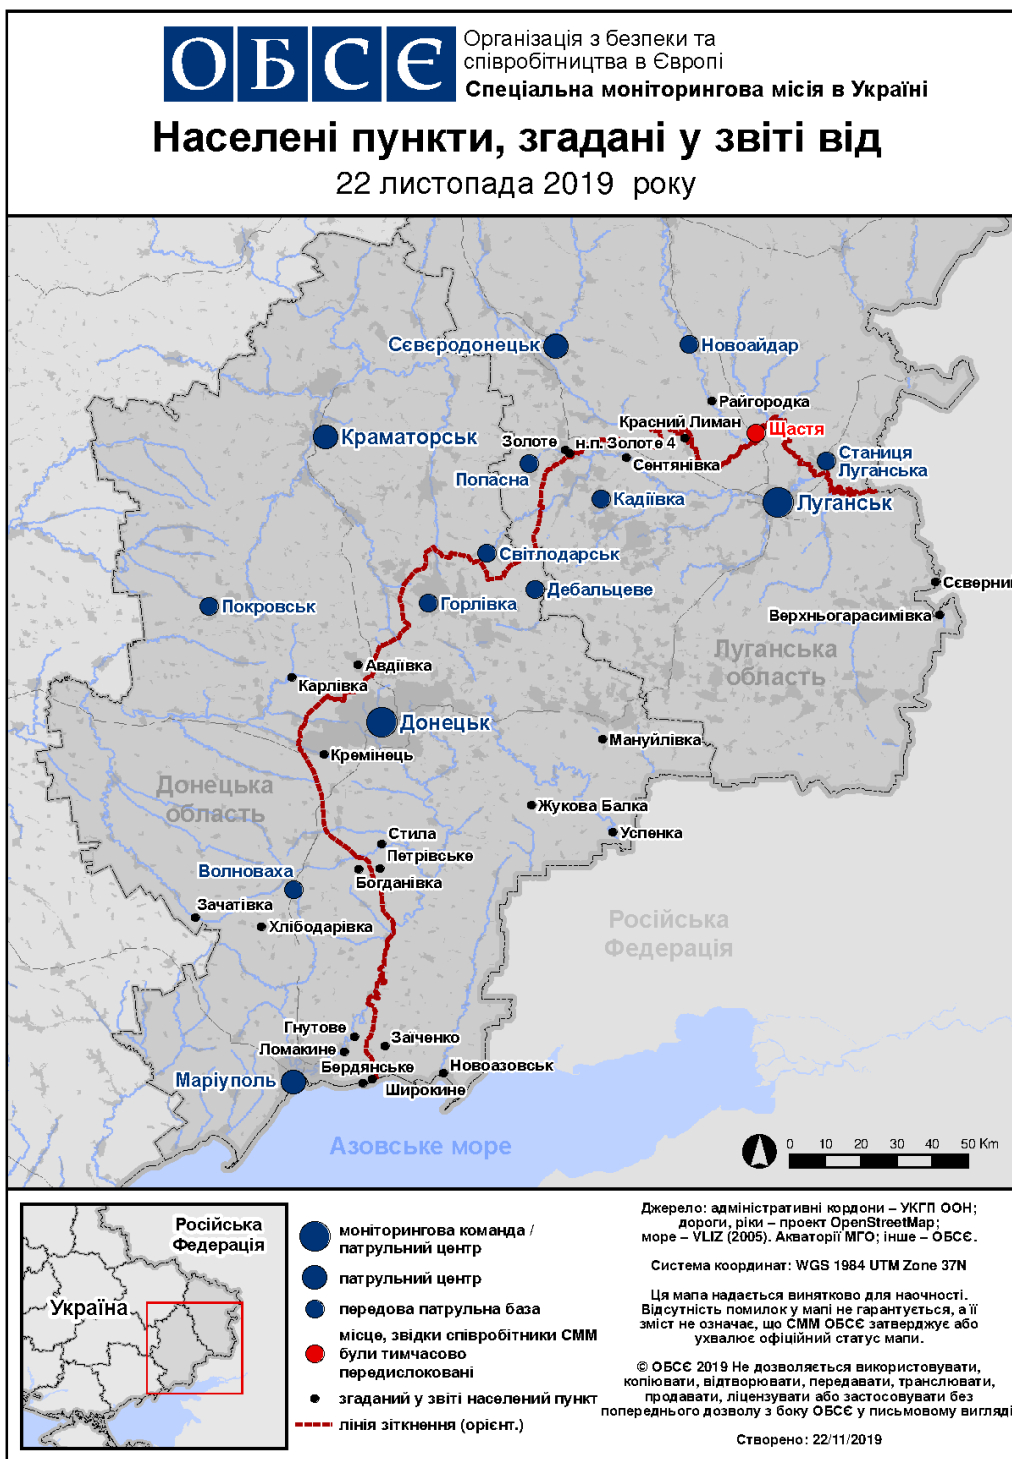 ОБСЄ
Організація з безпеки та
співробітництва в Європі
Спеціальна моніторингова місія в Україні
Населені пункти, згадані у звіті від
22 листопада 2019 року
Сєвєродонецьк
Новоайдар
Райгородка
Красний Лиман
Щастя
Краматорськ
Золоте
н.п. Золоте 4
Станиця
Луганська
Сентянівка
Попасна
Кадіївка
Луганськ
Світлодарськ
Дебальцеве
Сєверний
Покровськ
Горлівка
Верхньогарасимівка
Луганська
область
Авдіївка
Карлівка
Донецьк
Мануйлівка
Кремінець
Донецька
область
Жукова Балка
Успенка
Стила
Петрівське
Волноваха
Богданівка
Зачатівка
Хлібодарівка
Російська
Федерація
Гнутове
Заїченко
Ломакине
Бердянське
Новоазовськ
Маріуполь
Широкине
Азовське море
0 10 20 30 40 50 Km
Російська
Федерація
Україна
моніторингова команда /
патрульний центр
патрульний центр
передова патрульна база
місце, звідки співробітники СММ
були тимчасово
передислоковані
згаданий у звіті населений пункт
лінія зіткнення (орієнт.)
Джерело: адміністративні кордони – УКГП ООН;
дороги, ріки – проект OpenStreetMap;
море – VLIZ (2005). Акваторії МГО; інше – ОБСЄ.
Система координат: WGS 1984 UTM Zone 37N
Ця мапа надається винятково для наочності.
Відсутність помилок у мапі не гарантується, а її
зміст не означає, що СММ ОБСЄ затверджує або
ухвалює офіційний статус мапи.
© ОБСЄ 2019 Не дозволяється використовувати,
копіювати, відтворювати, передавати, транслювати,
продавати, ліцензувати або застосовувати без
попереднього дозволу з боку ОБСЄ у письмовому вигляді
Створено: 22/11/2019